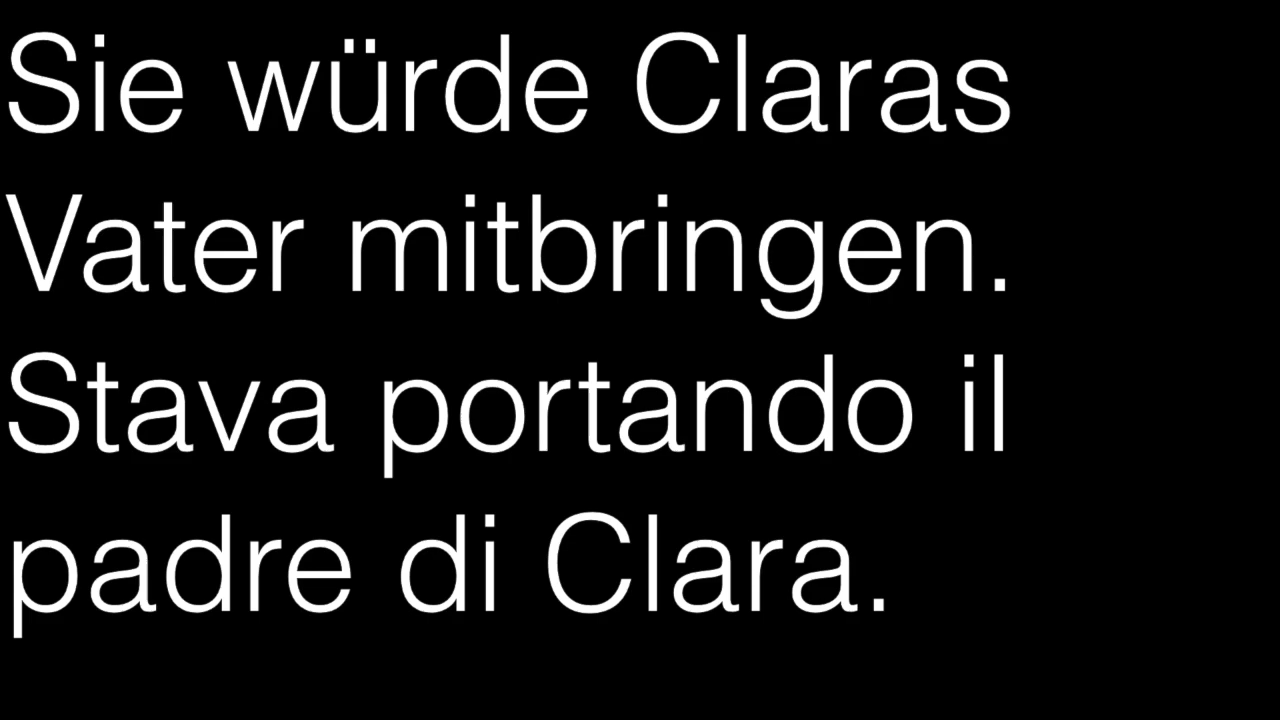 Sie würde Claras
Vater mitbringen.
Stava portando il
padre di Clara.